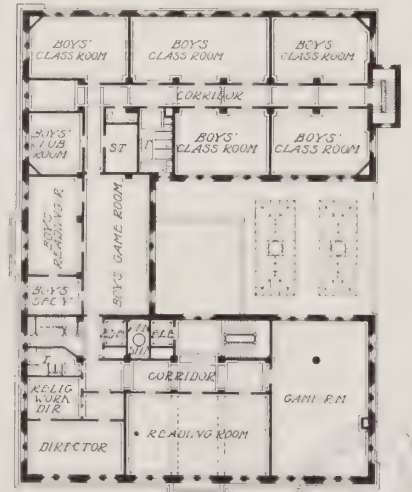 BOYS'
CLASS ROOM
BOYS
CLASS ROOM
BOYS
CLASS ROOM
CORRIDOR
BOYS'
CLUB
ROOM
ST
T
BOYS'
CLASS ROOM
BOYS'
CLASS ROOM
BOYS
READING R.
BOYS GAME ROOM
BOYS
SECY
T
RELIG
WORK
DIR
CORRIDOR
GAME RM
DIRECTOR
READING ROOM